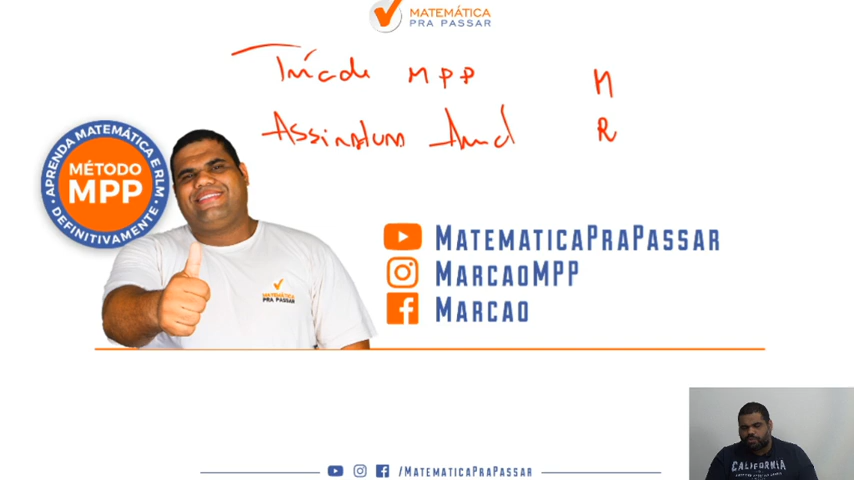 MATEMÁTICA
PRA PASSAR
Tríade MPP M
Assinatura Anual R
APRENDA MATEMÁTICA E RLM
MÉTODO
MPP
DEFINITIVAMENTE
MATEMÁTICA
PRA PASSAR
MATEMATICAPRAPASSAR
MARCAOMPP
MARCAO
CALIFORNIA
/MATEMATICAPRAPASSAR